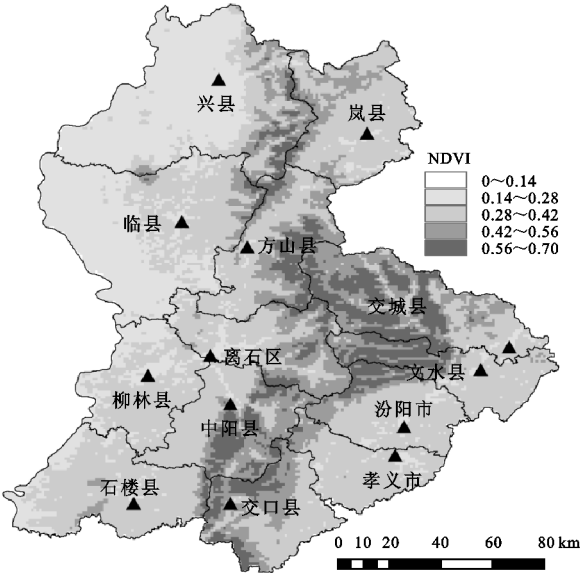 兴县
岚县
NDVI
0～0.14
0.14～0.28
0.28～0.42
0.42～0.56
0.56～0.70
临县
方山县
交城县
离石区
文水县
柳林县
汾阳市
中阳县
孝义市
石楼县
交口县
0 10 20 40 60 80 km